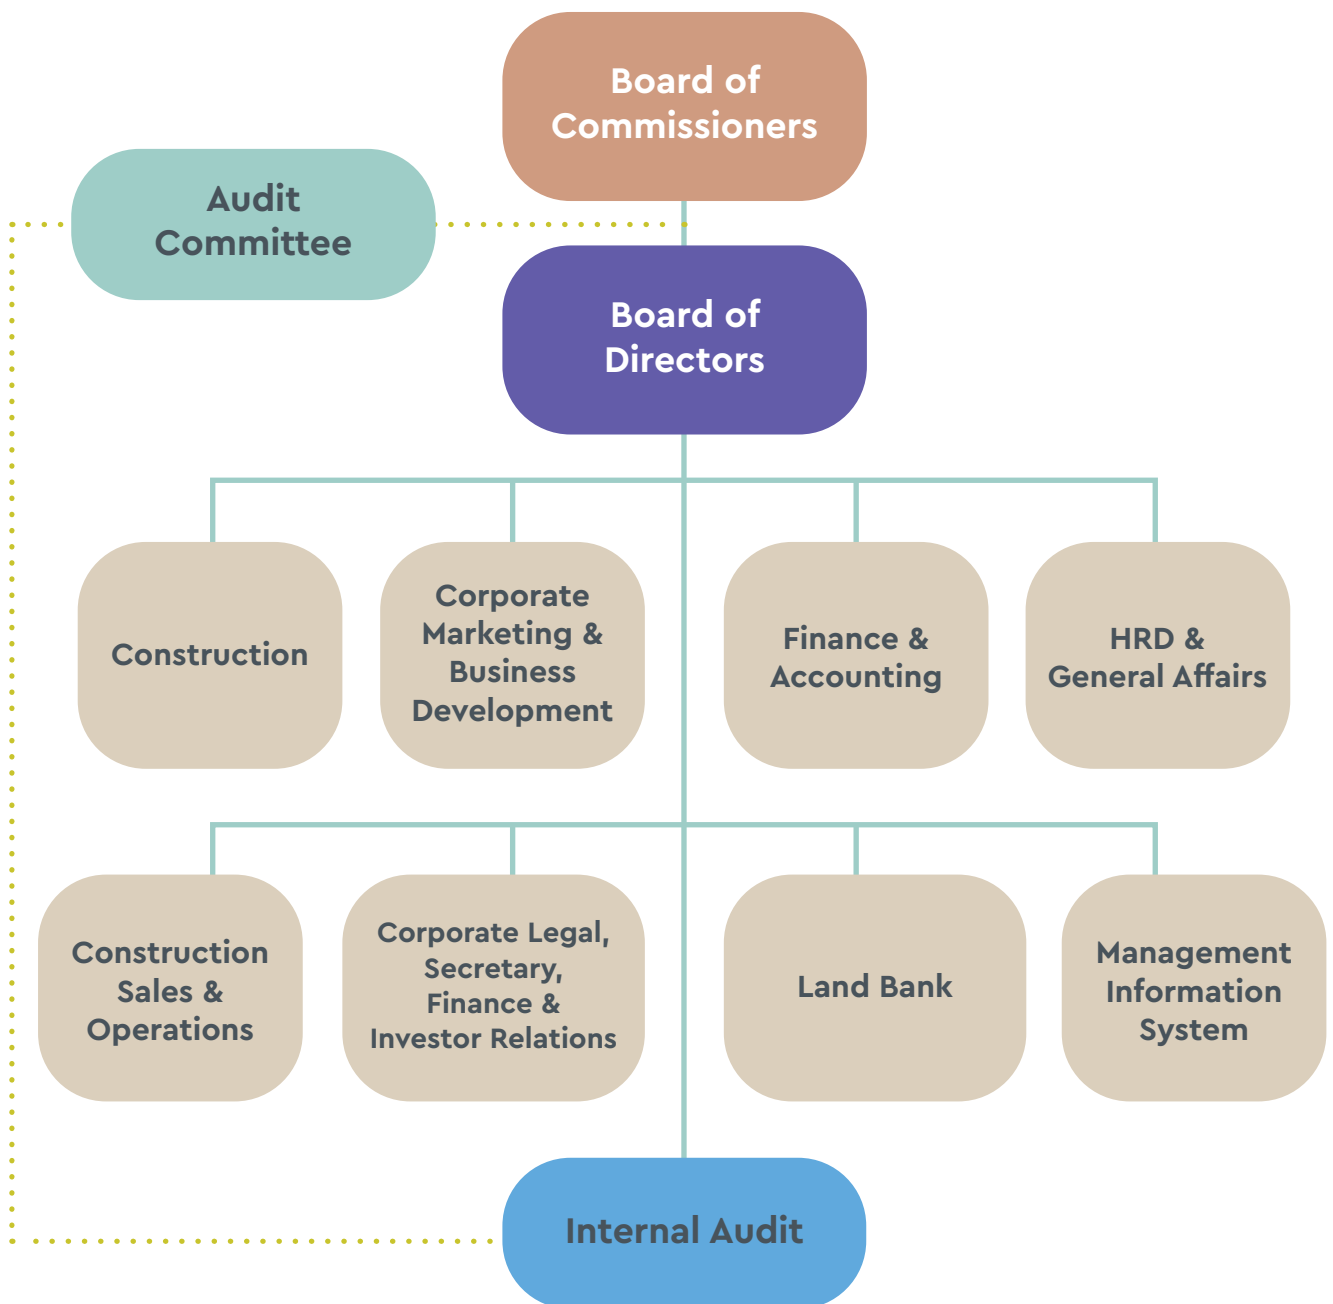 Board of
Commissioners
Audit
Committee
Board of
Directors
Construction
Corporate
Marketing &
Business
Development
Finance &
Accounting
HRD &
General Affairs
Construction
Sales &
Operations
Corporate Legal,
Secretary,
Finance &
Investor Relations
Land Bank
Management
Information
System
Internal Audit